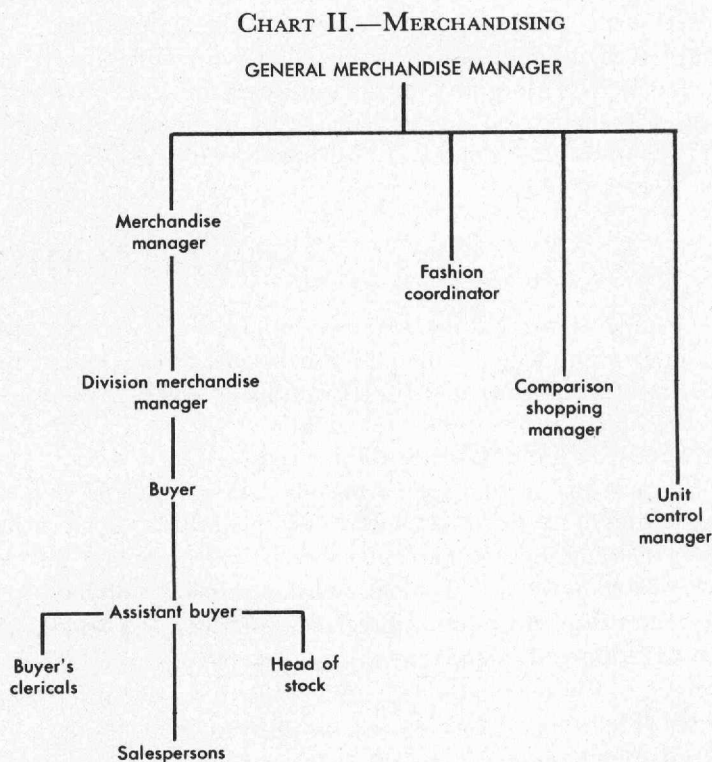 CHART II.—MERCHANDISING
GENERAL MERCHANDISE MANAGER
Merchandise
manager
Fashion
coordinator
Division merchandise
manager
Comparison
shopping
manager
Buyer
Unit
control
manager
Assistant buyer
Buyer's
clericals
Head of
stock
Salespersons